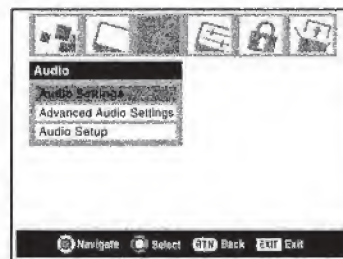 Audio
Audio Settings
Advanced Audio Settings
Audio Setup
Navigate Select RTN Back EXIT Exit